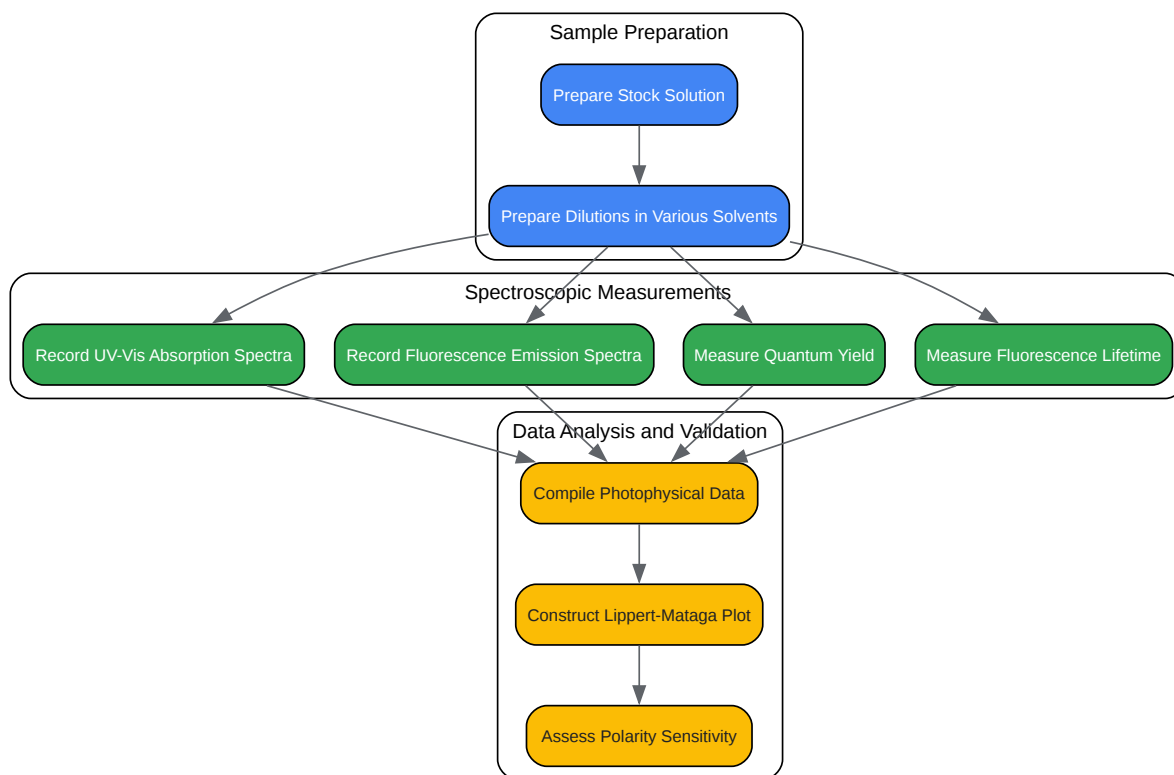 Sample Preparation
Prepare Stock Solution
Prepare Dilutions in Various Solvents
Spectroscopic Measurements
Record UV-Vis Absorption Spectra
Record Fluorescence Emission Spectra
Measure Quantum Yield
Measure Fluorescence Lifetime
Data Analysis and Validation
Compile Photophysical Data
Construct Lippert-Mataga Plot
Assess Polarity Sensitivity